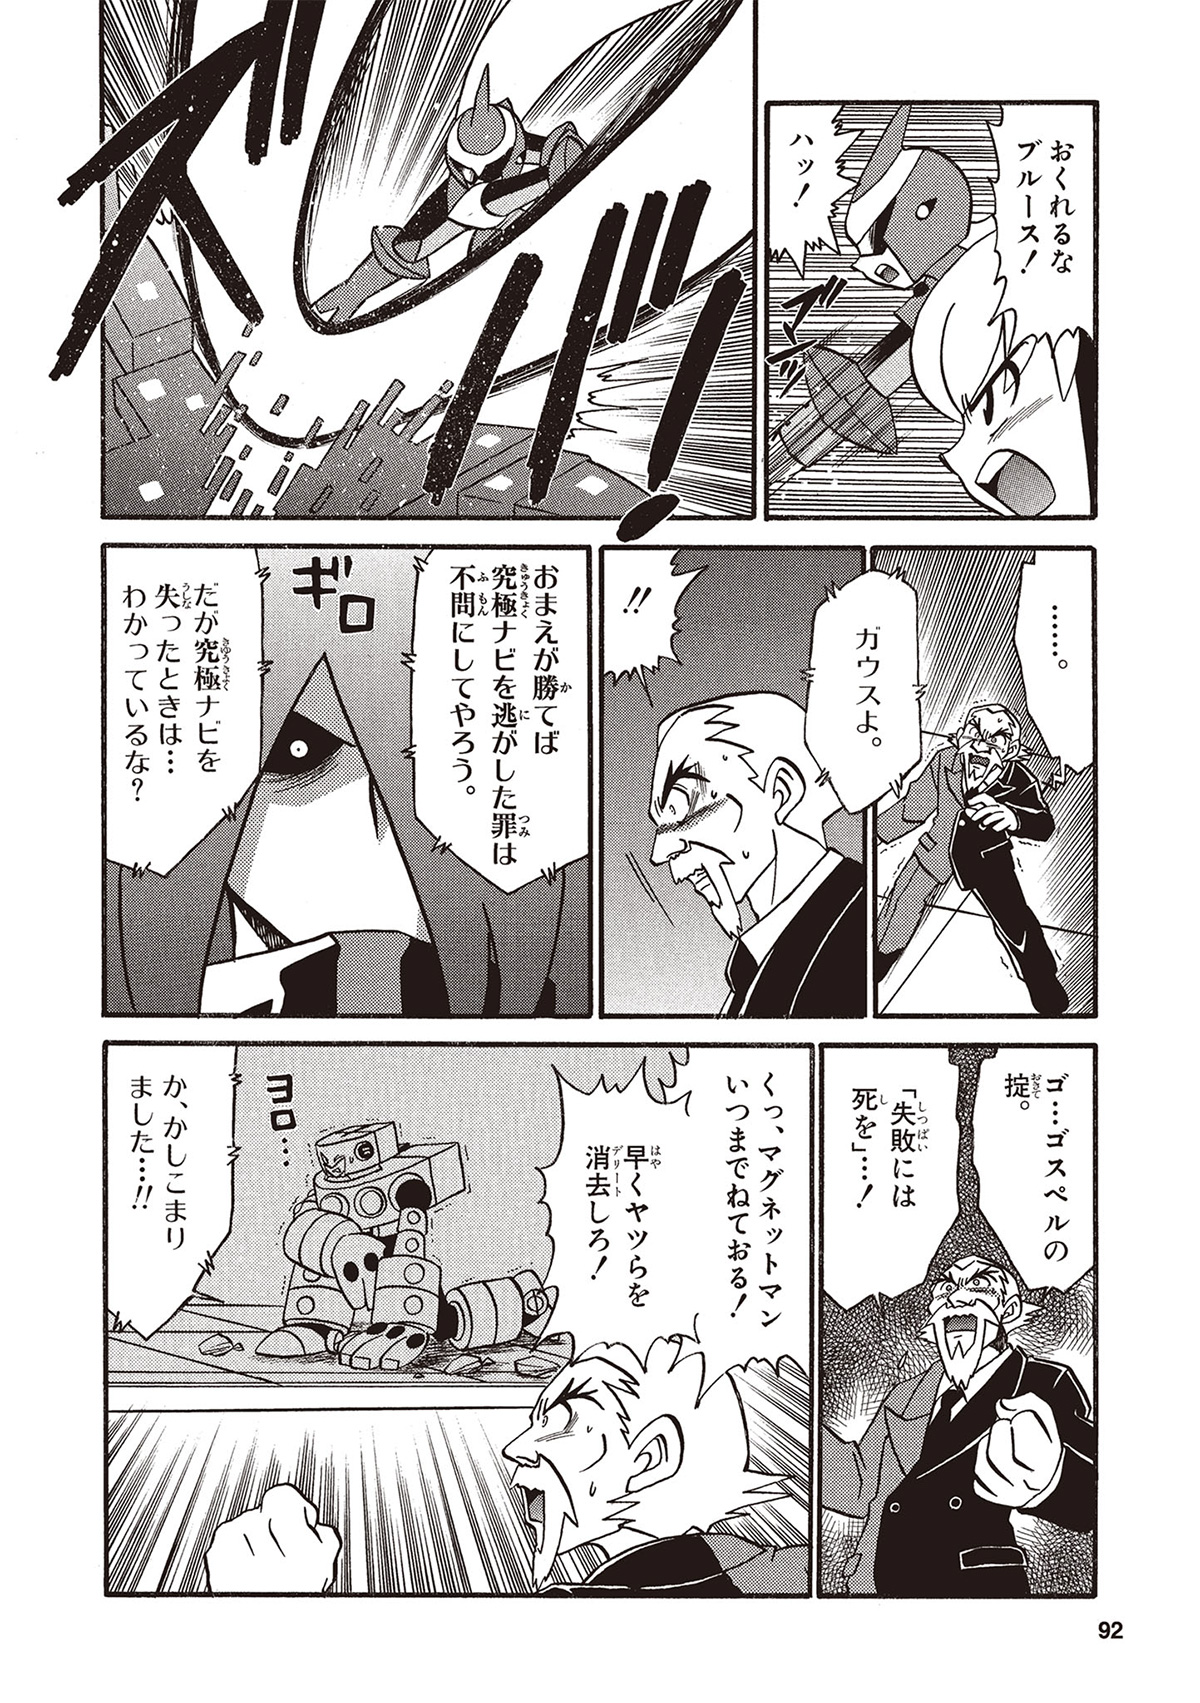 おくれるな
ブルース！
ハッ！
ズズ
ズバッ！
……。
ガウスよ。
！！
おまえが勝てば
究極ナビを逃がした罪は
不問にしてやろう。
ギロ
だが究極ナビを
失ったときは…
わかっているな？
ゴ…ゴスペルの
掟。
「失敗には
死を」…！
くっ、マグネットマン
いつまでねておる！
早くヤツらを
消去しろ！
ヨロ…
か、かしこまり
ました…!!
92